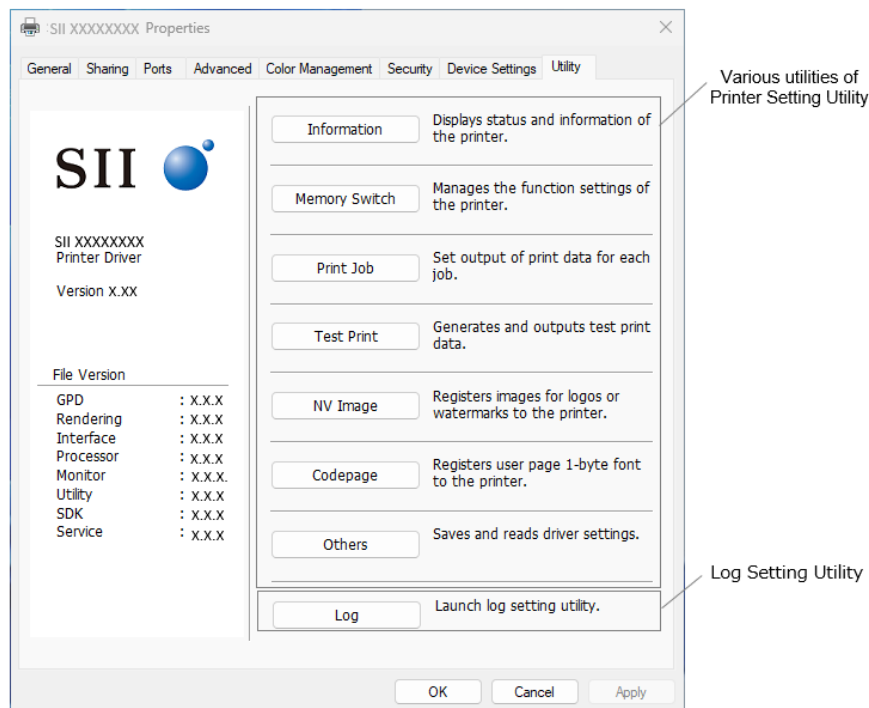 SII XXXXXXXX Properties
General Sharing Ports Advanced Color Management Security Device Settings Utility
SII
SII XXXXXXXX
Printer Driver
Version X.XX
File Version
GPD : X.X.X
Rendering : X.X.X
Interface : X.X.X
Processor : X.X.X
Monitor : X.X.X.
Utility : X.X.X
SDK : X.X.X
Service : X.X.X
Information
Displays status and information of
the printer.
Memory Switch
Manages the function settings of
the printer.
Print Job
Set output of print data for each
job.
Test Print
Generates and outputs test print
data.
NV Image
Registers images for logos or
watermarks to the printer.
Codepage
Registers user page 1-byte font
to the printer.
Others
Saves and reads driver settings.
Log
Launch log setting utility.
OK Cancel Apply
Various utilities of
Printer Setting Utility
Log Setting Utility